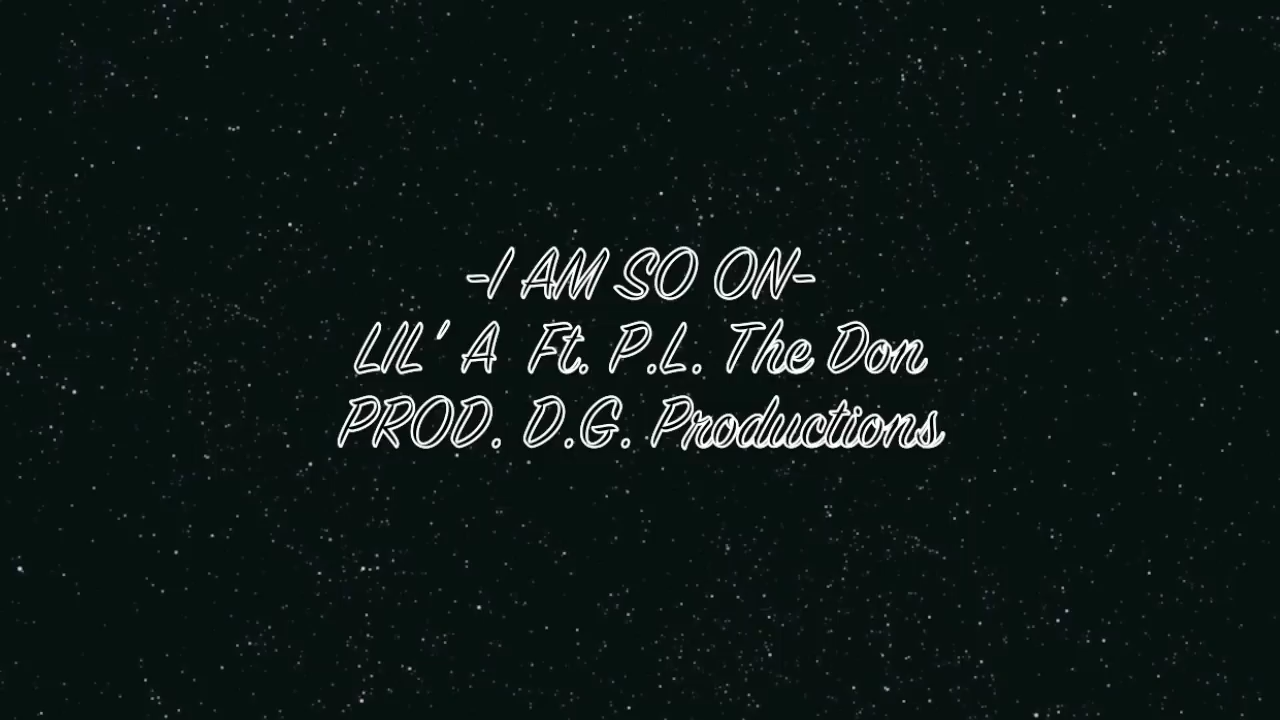 -I AM SO ON-
LIL' A Ft. P.L. The Don
PROD. D.G. Productions